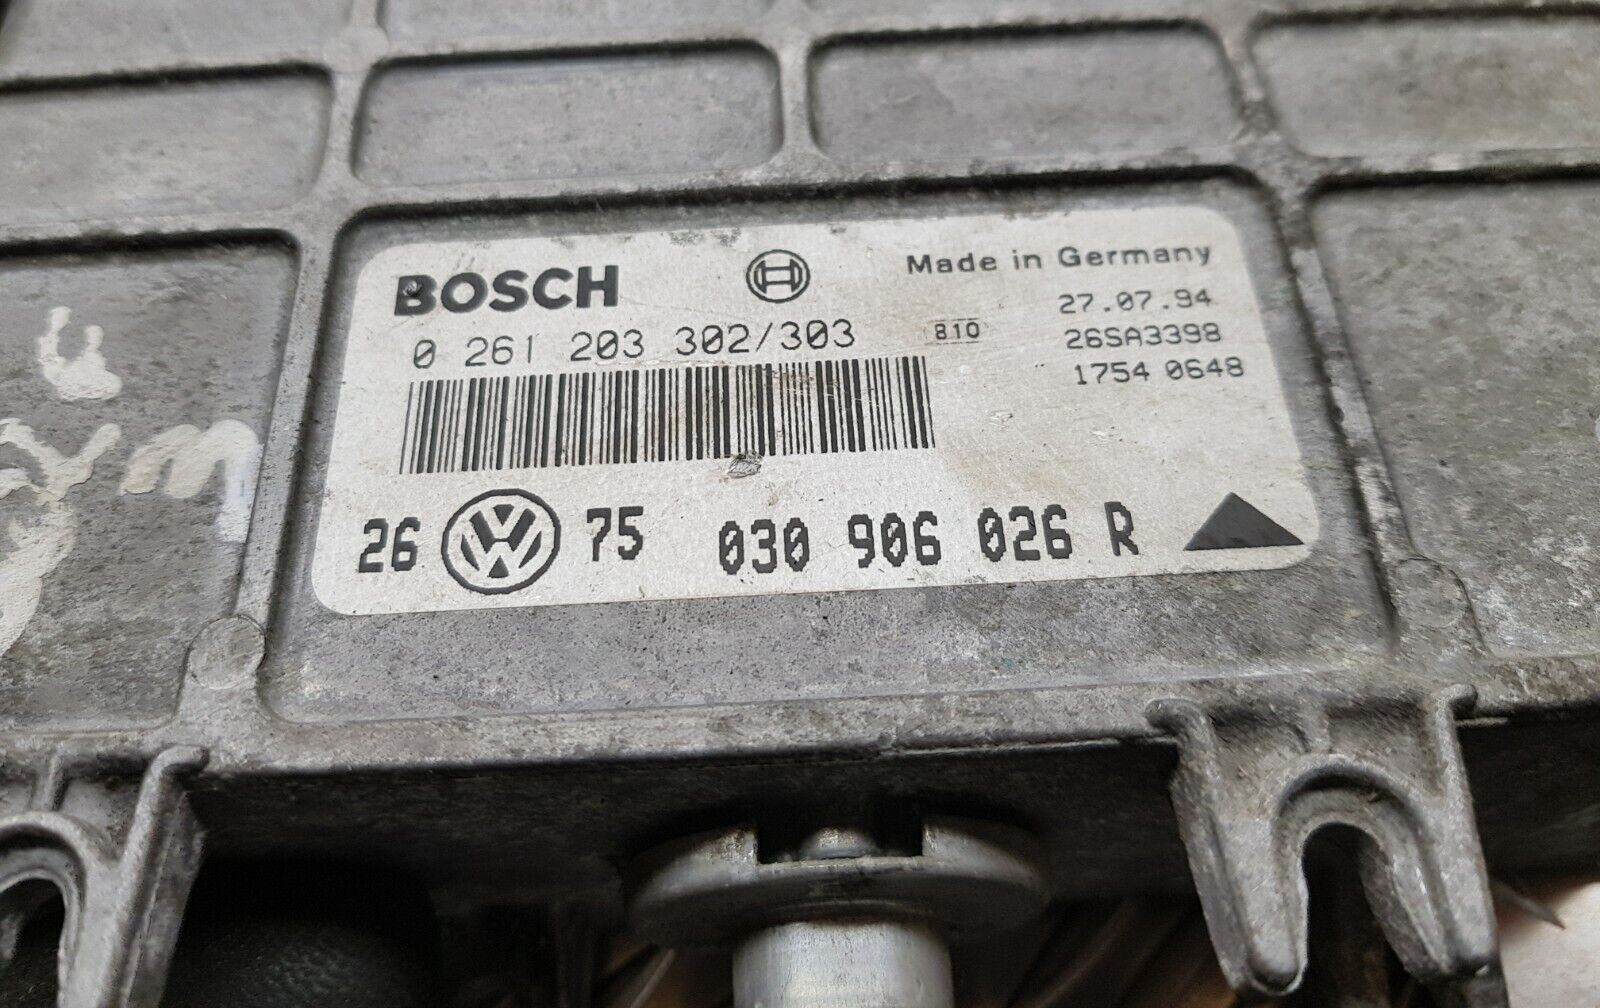 BOSCH
Made in Germany
27.07.94
0 261 203 302/303
810
26SA3398
1754 0648
26 VW 75 030 906 026 R